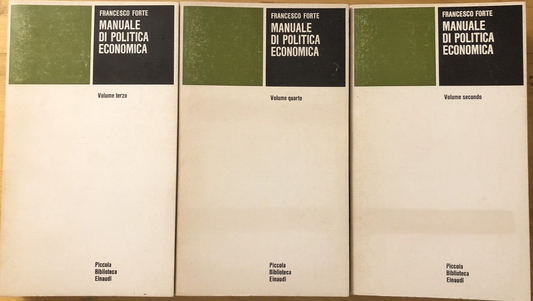 FRANCESCO FORTE
MANUALE
DI POLITICA
ECONOMICA
Volume terzo
Piccola
Biblioteca
Einaudi
FRANCESCO FORTE
MANUALE
DI POLITICA
ECONOMICA
Volume quarto
Piccola
Biblioteca
Einaudi
FRANCESCO FORTE
MANUALE
DI POLITICA
ECONOMICA
Volume secondo
Piccola
Biblioteca
Einaudi